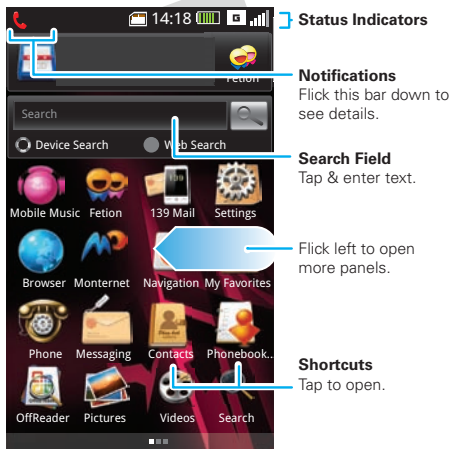 14:18
G
Status Indicators
Fetion
Notifications
Flick this bar down to
see details.
Search
Device Search
Web Search
Search Field
Tap & enter text.
139
Mobile Music
Fetion
139 Mail
Settings
Flick left to open
more panels.
Browser
Monternet
Navigation
My Favorites
Phone
Messaging
Contacts
Phonebook..
Shortcuts
Tap to open.
OffReader
Pictures
Videos
Search